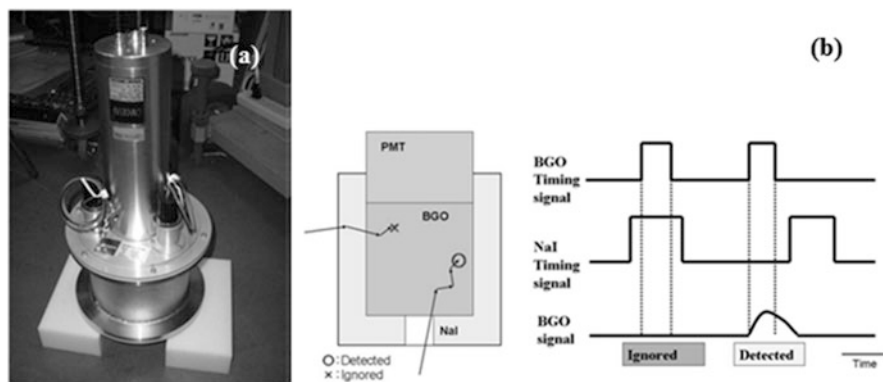 (a)
PMT
BGO
NaI
O: Detected
×: Ignored
(b)
BGO
Timing
signal
NaI
Timing
signal
BGO
signal
Ignored
Detected
Time